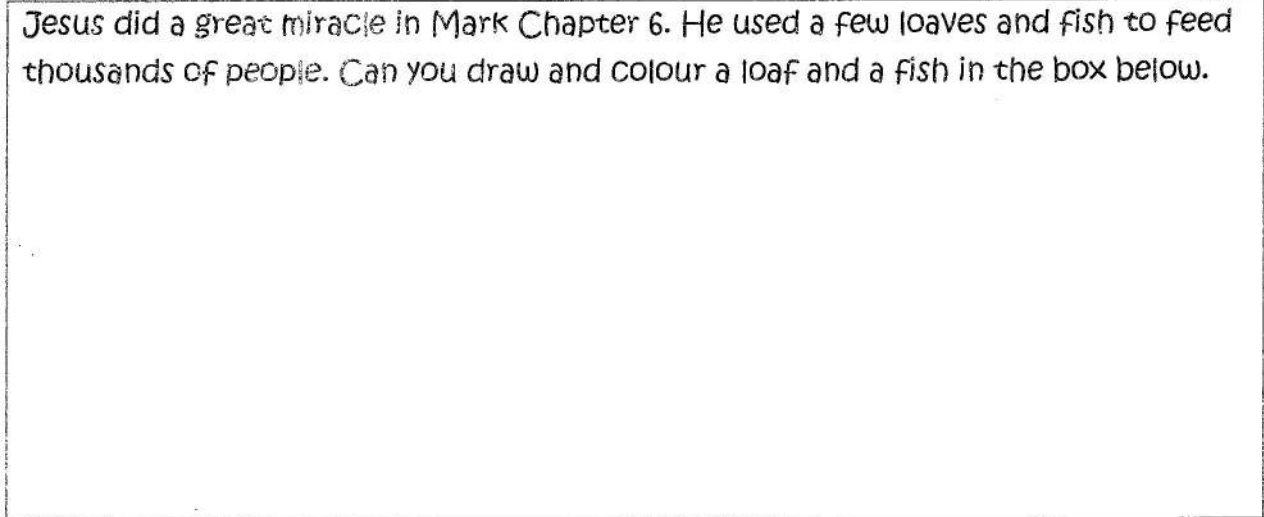 Jesus did a great miracle in Mark Chapter 6. He used a few loaves and fish to feed
thousands of people. Can you draw and colour a loaf and a fish in the box below.